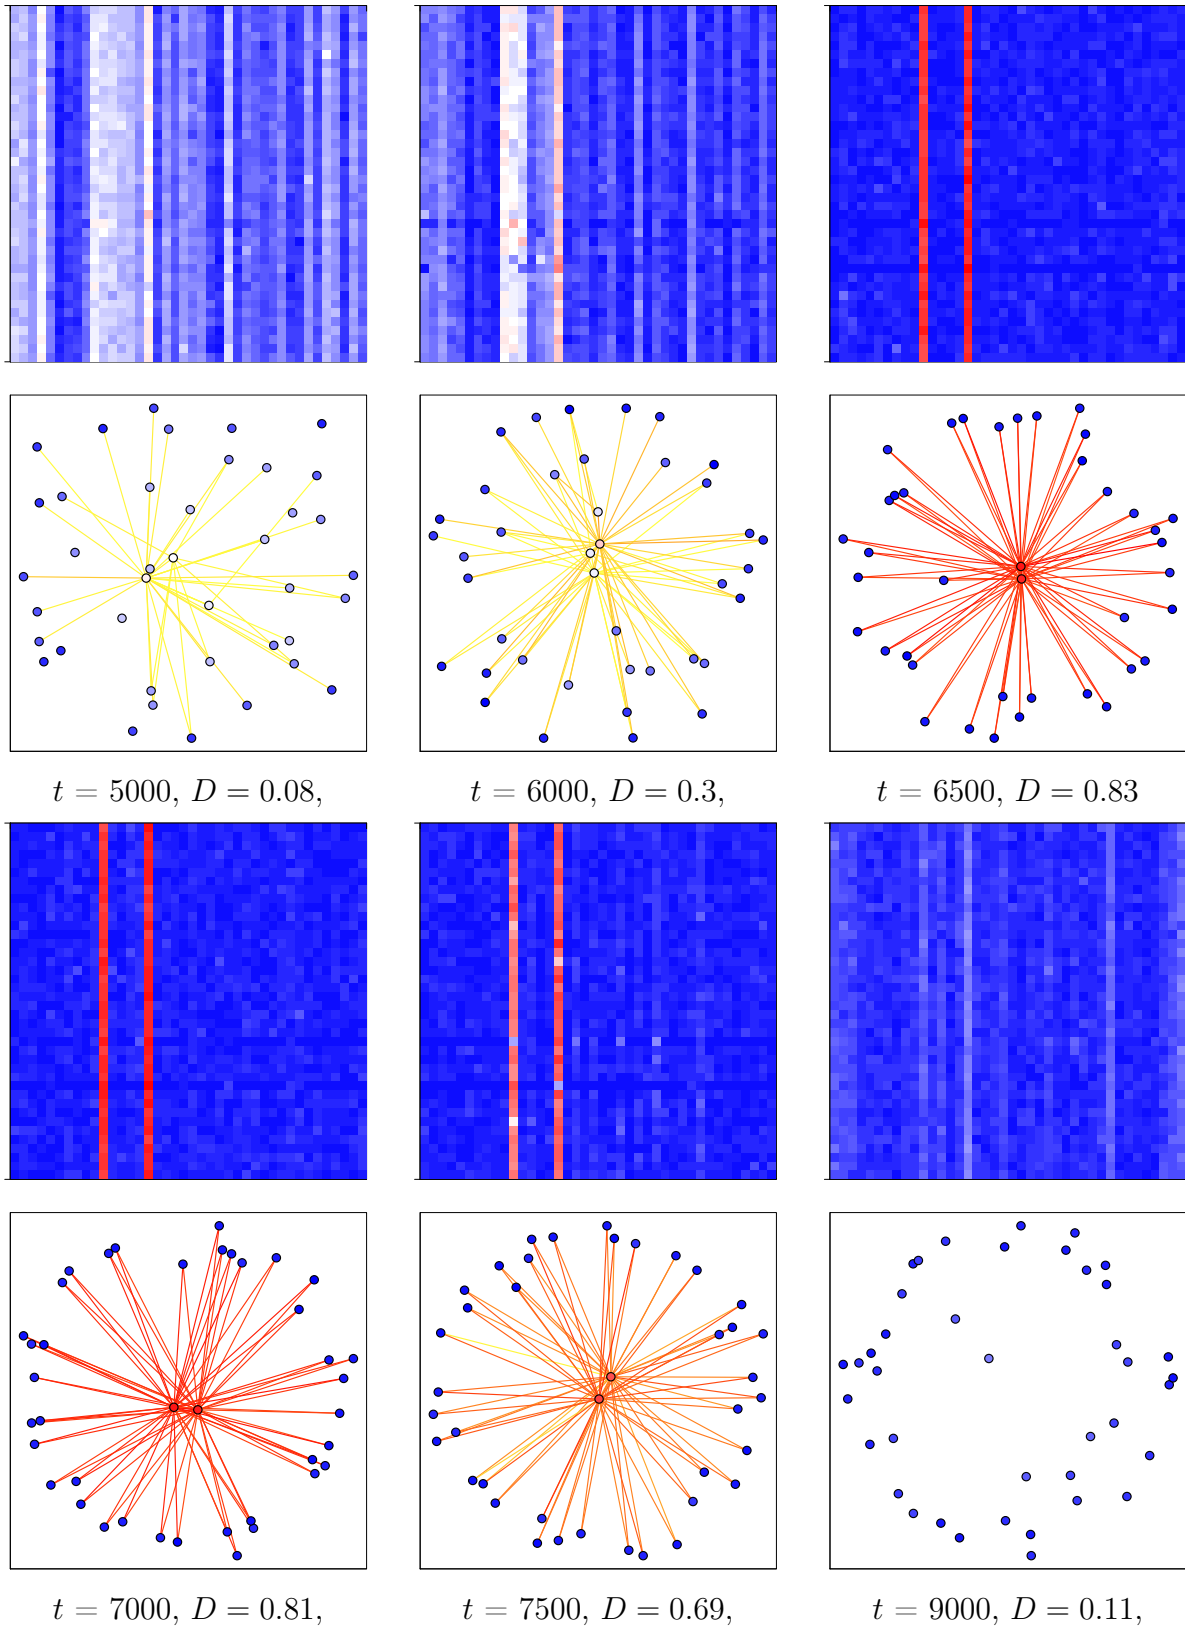 t = 5000, D = 0.08,
t = 6000, D = 0.3,
t = 6500, D = 0.83
t = 7000, D = 0.81,
t = 7500, D = 0.69,
t = 9000, D = 0.11,